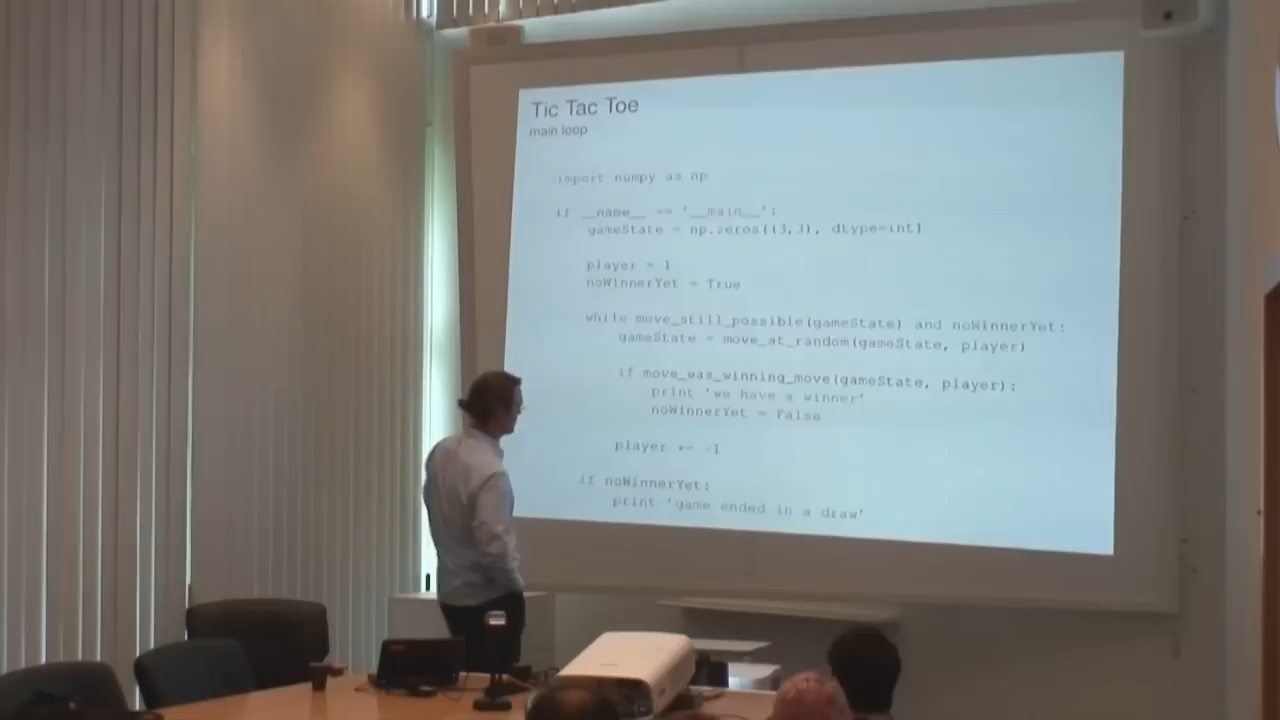 Tic Tac Toe
main loop
import numpy as np
if __name__ == '__main__':
gameState = np.zeros((3,3), dtype=int)
player = 1
noWinnerYet = True
while move_still_possible(gameState) and noWinnerYet:
gameState = move_at_random(gameState, player)
if move_was_winning_move(gameState, player):
print 'we have a winner'
noWinnerYet = False
player *= -1
if noWinnerYet:
print 'game ended in a draw'